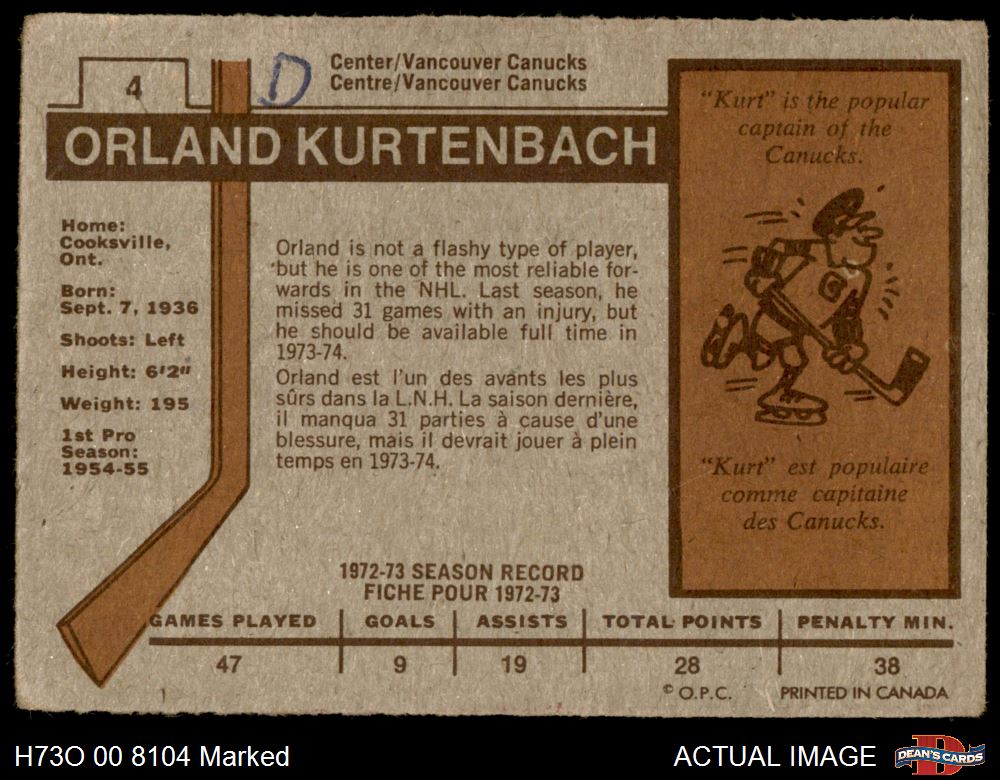 4
D
Center/Vancouver Canucks
Centre/Vancouver Canucks
ORLAND KURTENBACH
Home:
Cooksville,
Ont.
Born:
Sept. 7, 1936
Shoots: Left
Height: 6'2"
Weight: 195
1st Pro
Season:
1954-55
Orland is not a flashy type of player,
but he is one of the most reliable for-
wards in the NHL. Last season, he
missed 31 games with an injury, but
he should be available full time in
1973-74.
Orland est l'un des avants les plus
sûrs dans la L.N.H. La saison dernière,
il manqua 31 parties à cause d'une
blessure, mais il devrait jouer à plein
temps en 1973-74.
"Kurt" is the popular
captain of the
Canucks.
C
"Kurt" est populaire
comme capitaine
des Canucks.
1972-73 SEASON RECORD
FICHE POUR 1972-73
GAMES PLAYED GOALS ASSISTS TOTAL POINTS PENALTY MIN.
47 9 19 28 38
© O.P.C. PRINTED IN CANADA
H73O 00 8104 Marked
ACTUAL IMAGE
D
DEAN'S CARDS